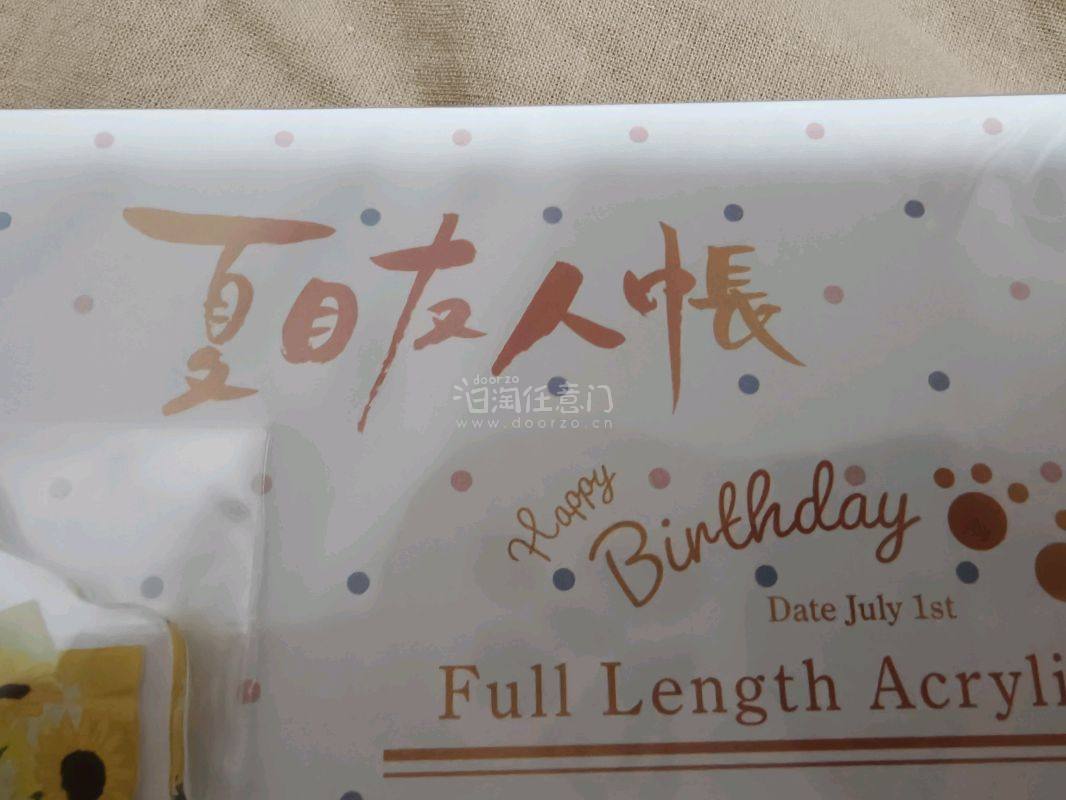 夏目友人帳
doorzo
淘任意门
www.doorzo.cn
Happy
Birthday
Date July 1st
Full Length Acryli